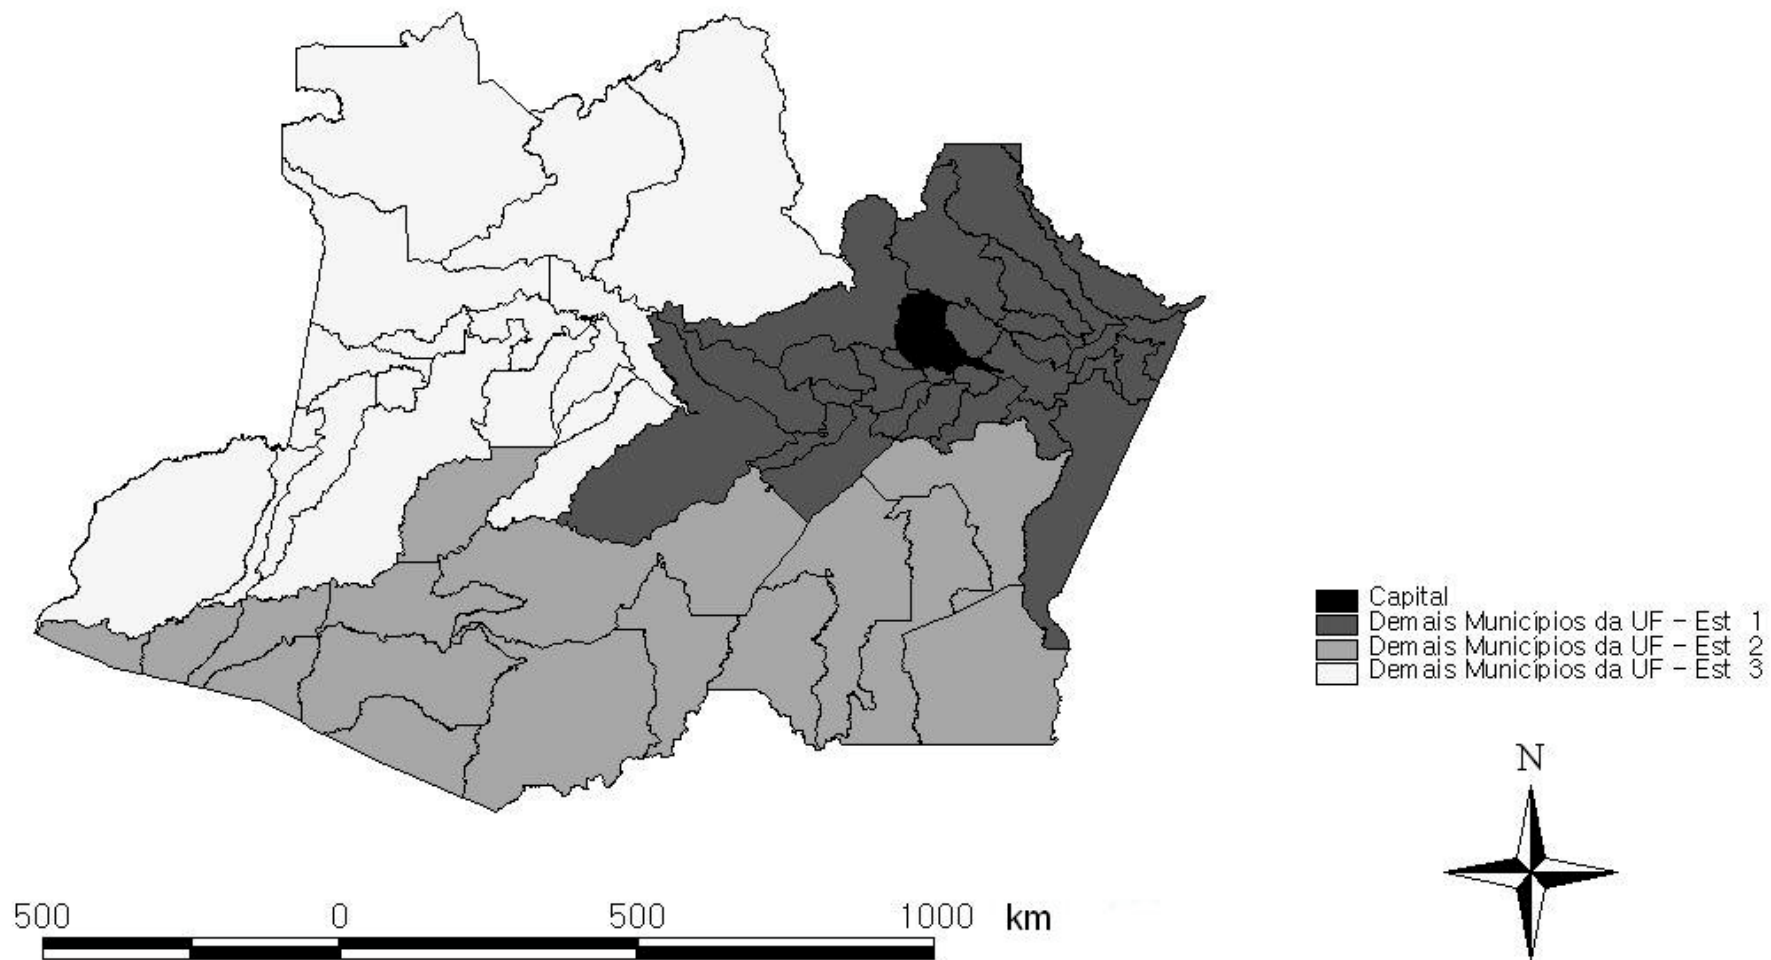 Capital
Demais Municípios da UF - Est 1
Demais Municípios da UF - Est 2
Demais Municípios da UF - Est 3
N
500 0 500 1000 km